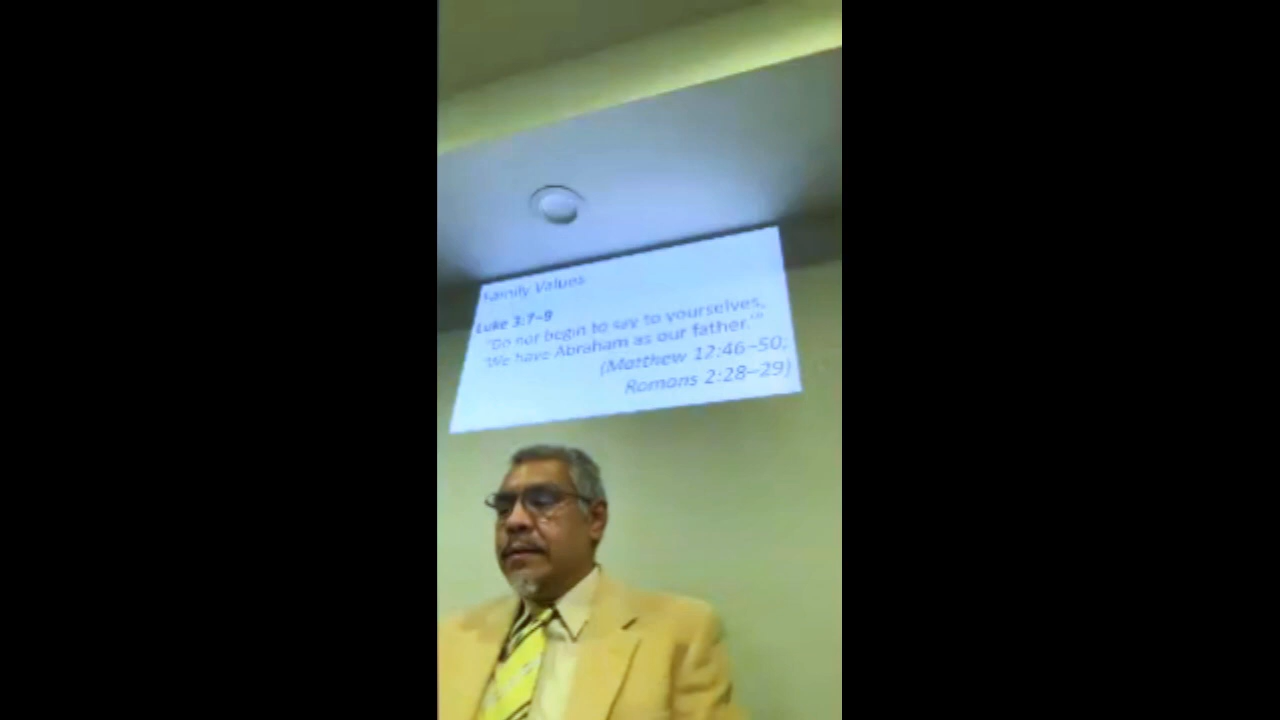 Family Values
Luke 3:7–9
"Do not begin to say to yourselves,
'We have Abraham as our father.'"
(Matthew 12:46–50;
Romans 2:28–29)